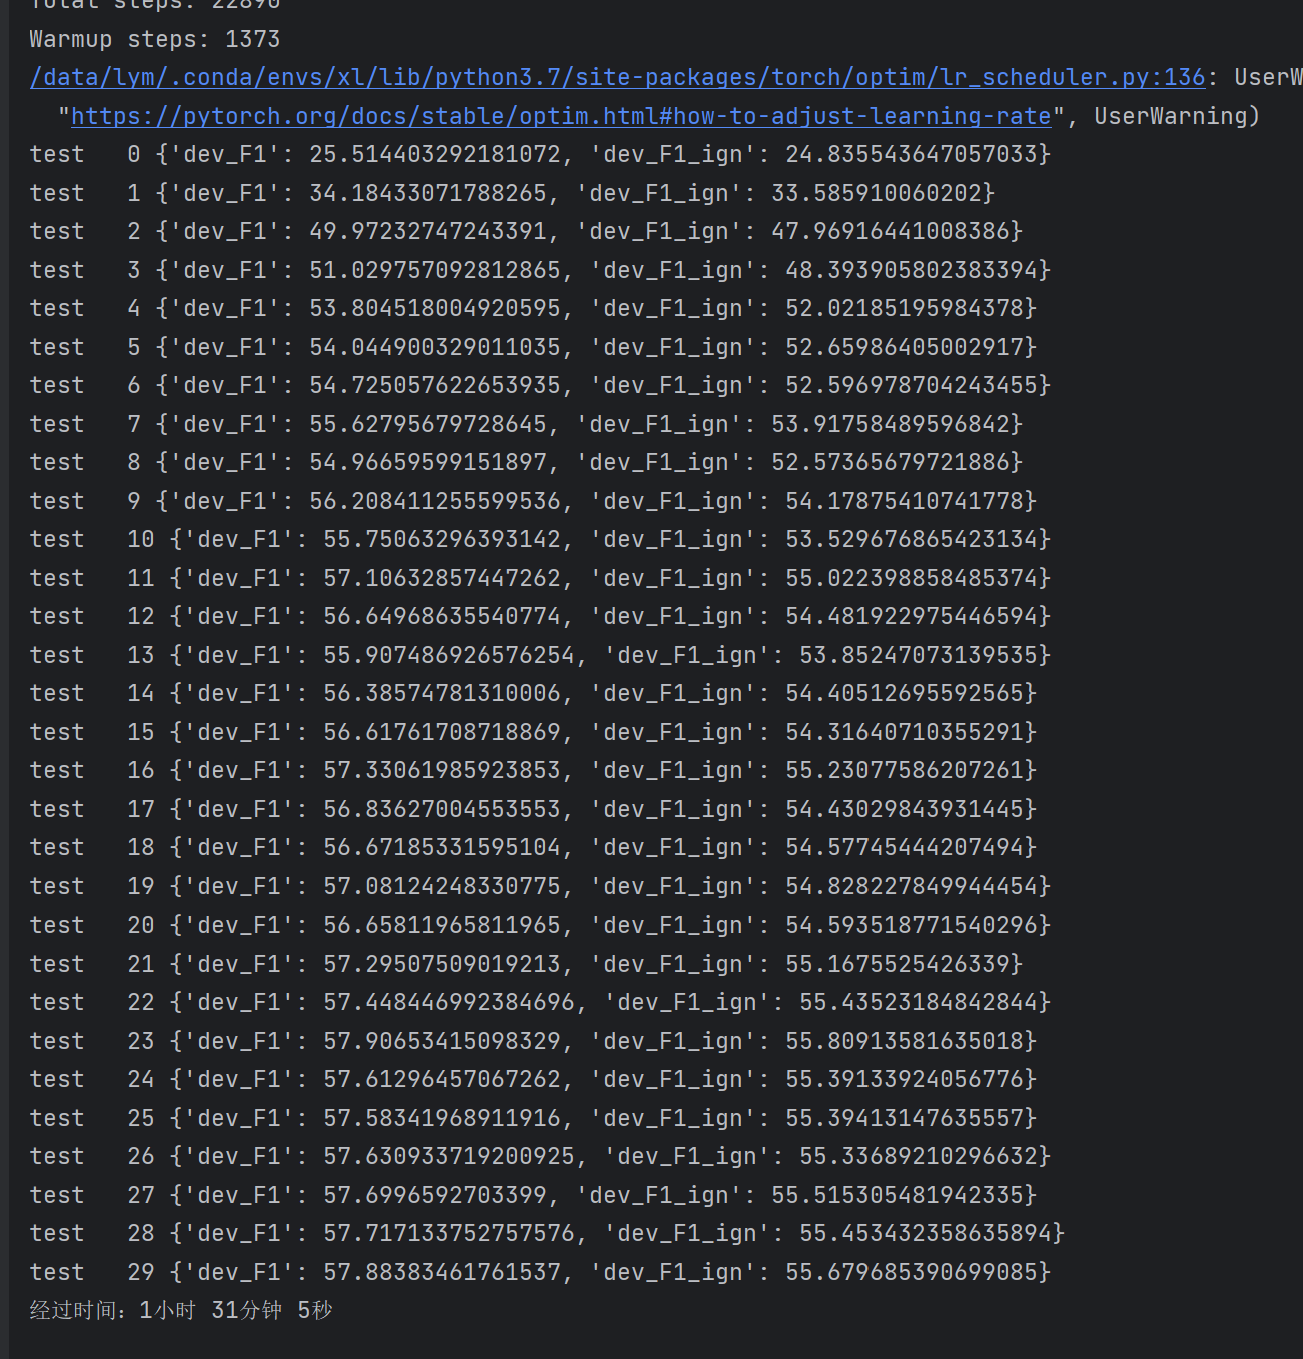 Total steps: 22890
Warmup steps: 1373
/data/lym/.conda/envs/xl/lib/python3.7/site-packages/torch/optim/lr_scheduler.py:136: UserW
"https://pytorch.org/docs/stable/optim.html#how-to-adjust-learning-rate", UserWarning)
test   0 {'dev_F1': 25.514403292181072, 'dev_F1_ign': 24.835543647057033}
test   1 {'dev_F1': 34.18433071788265, 'dev_F1_ign': 33.585910060202}
test   2 {'dev_F1': 49.97232747243391, 'dev_F1_ign': 47.96916441008386}
test   3 {'dev_F1': 51.029757092812865, 'dev_F1_ign': 48.393905802383394}
test   4 {'dev_F1': 53.804518004920595, 'dev_F1_ign': 52.02185195984378}
test   5 {'dev_F1': 54.044900329011035, 'dev_F1_ign': 52.65986405002917}
test   6 {'dev_F1': 54.725057622653935, 'dev_F1_ign': 52.596978704243455}
test   7 {'dev_F1': 55.62795679728645, 'dev_F1_ign': 53.91758489596842}
test   8 {'dev_F1': 54.96659599151897, 'dev_F1_ign': 52.57365679721886}
test   9 {'dev_F1': 56.208411255599536, 'dev_F1_ign': 54.17875410741778}
test   10 {'dev_F1': 55.75063296393142, 'dev_F1_ign': 53.529676865423134}
test   11 {'dev_F1': 57.10632857447262, 'dev_F1_ign': 55.022398858485374}
test   12 {'dev_F1': 56.64968635540774, 'dev_F1_ign': 54.481922975446594}
test   13 {'dev_F1': 55.907486926576254, 'dev_F1_ign': 53.85247073139535}
test   14 {'dev_F1': 56.38574781310006, 'dev_F1_ign': 54.40512695592565}
test   15 {'dev_F1': 56.61761708718869, 'dev_F1_ign': 54.31640710355291}
test   16 {'dev_F1': 57.33061985923853, 'dev_F1_ign': 55.23077586207261}
test   17 {'dev_F1': 56.83627004553553, 'dev_F1_ign': 54.43029843931445}
test   18 {'dev_F1': 56.67185331595104, 'dev_F1_ign': 54.57745444207494}
test   19 {'dev_F1': 57.08124248330775, 'dev_F1_ign': 54.828227849944454}
test   20 {'dev_F1': 56.65811965811965, 'dev_F1_ign': 54.593518771540296}
test   21 {'dev_F1': 57.29507509019213, 'dev_F1_ign': 55.1675525426339}
test   22 {'dev_F1': 57.448446992384696, 'dev_F1_ign': 55.43523184842844}
test   23 {'dev_F1': 57.90653415098329, 'dev_F1_ign': 55.80913581635018}
test   24 {'dev_F1': 57.61296457067262, 'dev_F1_ign': 55.39133924056776}
test   25 {'dev_F1': 57.58341968911916, 'dev_F1_ign': 55.39413147635557}
test   26 {'dev_F1': 57.630933719200925, 'dev_F1_ign': 55.33689210296632}
test   27 {'dev_F1': 57.6996592703399, 'dev_F1_ign': 55.515305481942335}
test   28 {'dev_F1': 57.717133752757576, 'dev_F1_ign': 55.453432358635894}
test   29 {'dev_F1': 57.88383461761537, 'dev_F1_ign': 55.679685390699085}
经过时间：1小时 31分钟 5秒